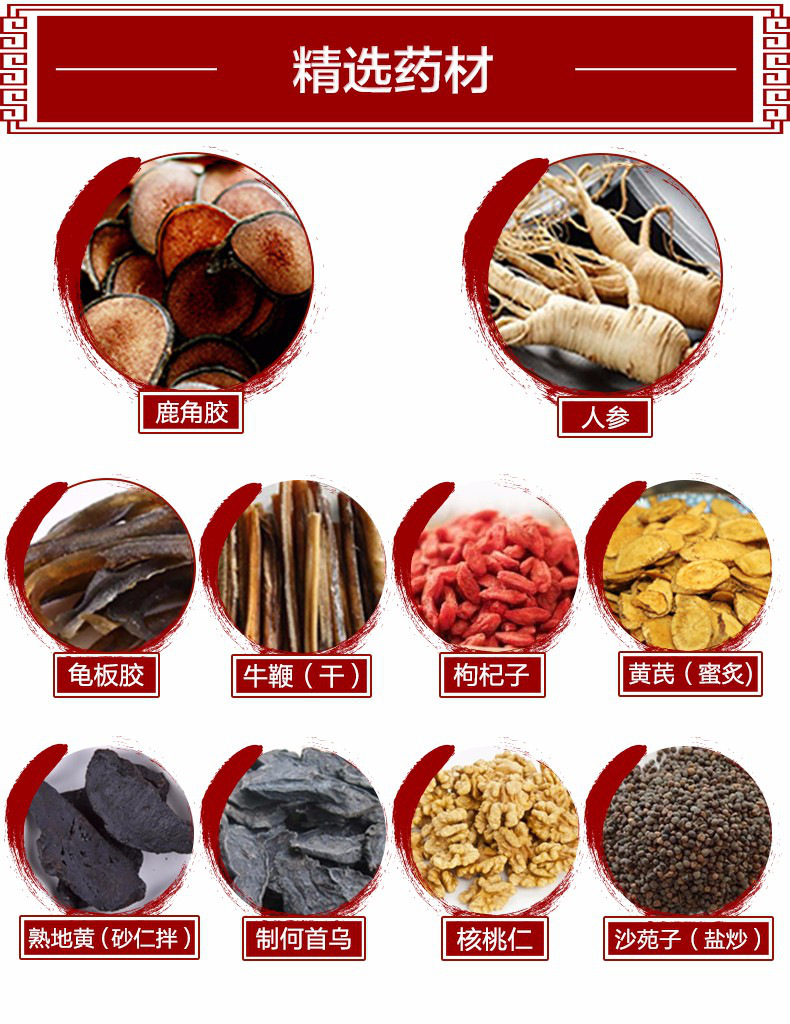 精选药材
鹿角胶
人参
龟板胶
牛鞭（干）
枸杞子
黄芪（蜜炙)
熟地黄（砂仁拌）
制何首乌
核桃仁
沙苑子（盐炒）